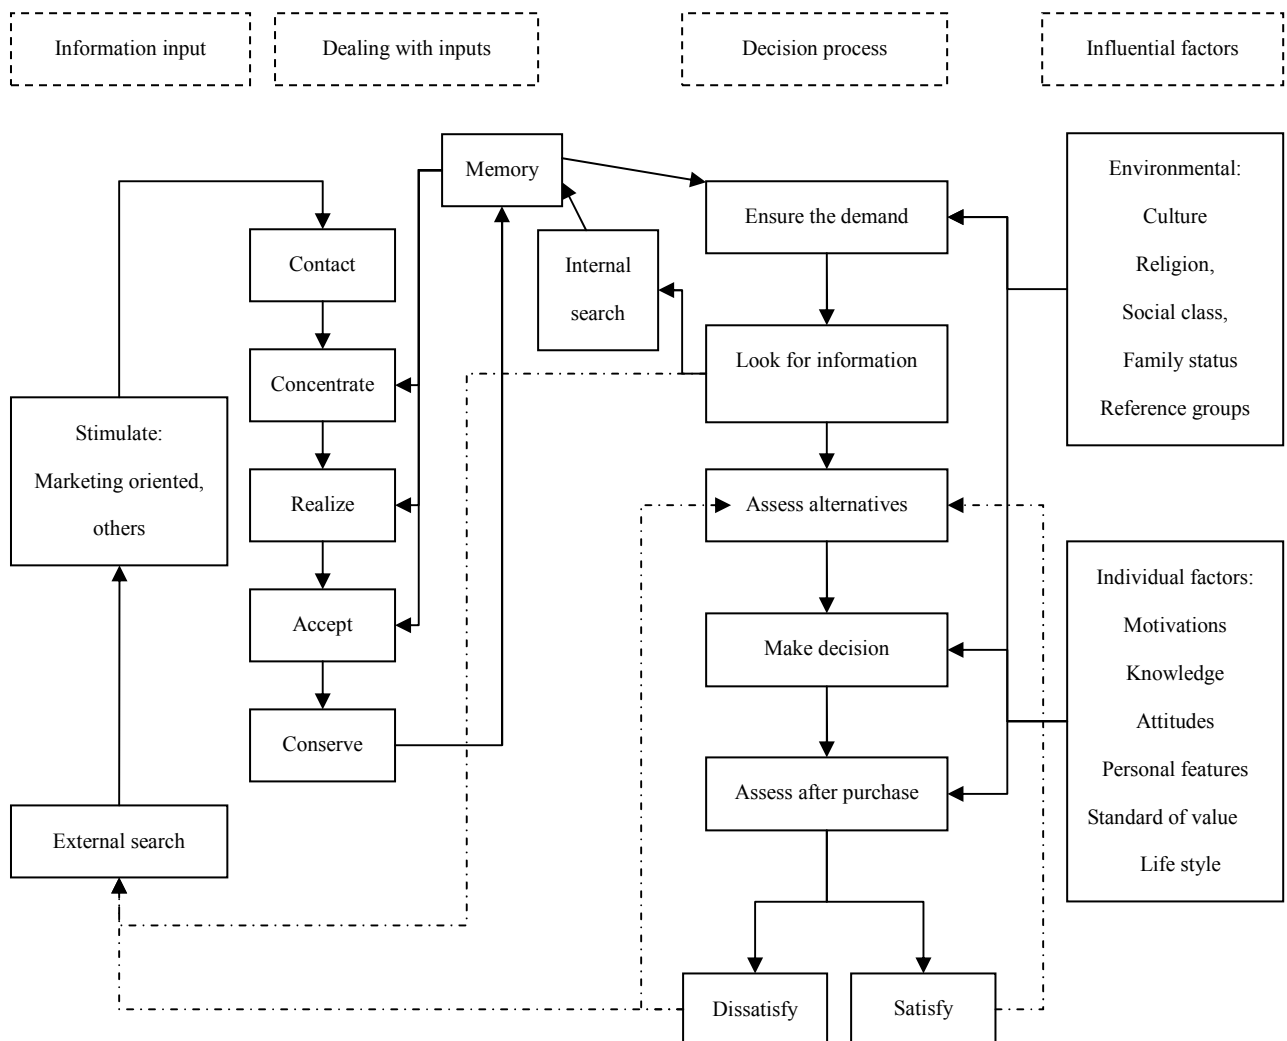 Information input
Dealing with inputs
Decision process
Influential factors
Memory
Environmental:
Culture
Religion,
Social class,
Family status
Reference groups
Ensure the demand
Contact
Internal
search
Look for information
Concentrate
Stimulate:
Marketing oriented,
others
Realize
Assess alternatives
Individual factors:
Motivations
Knowledge
Attitudes
Personal features
Standard of value
Life style
Accept
Make decision
Conserve
Assess after purchase
External search
Dissatisfy
Satisfy